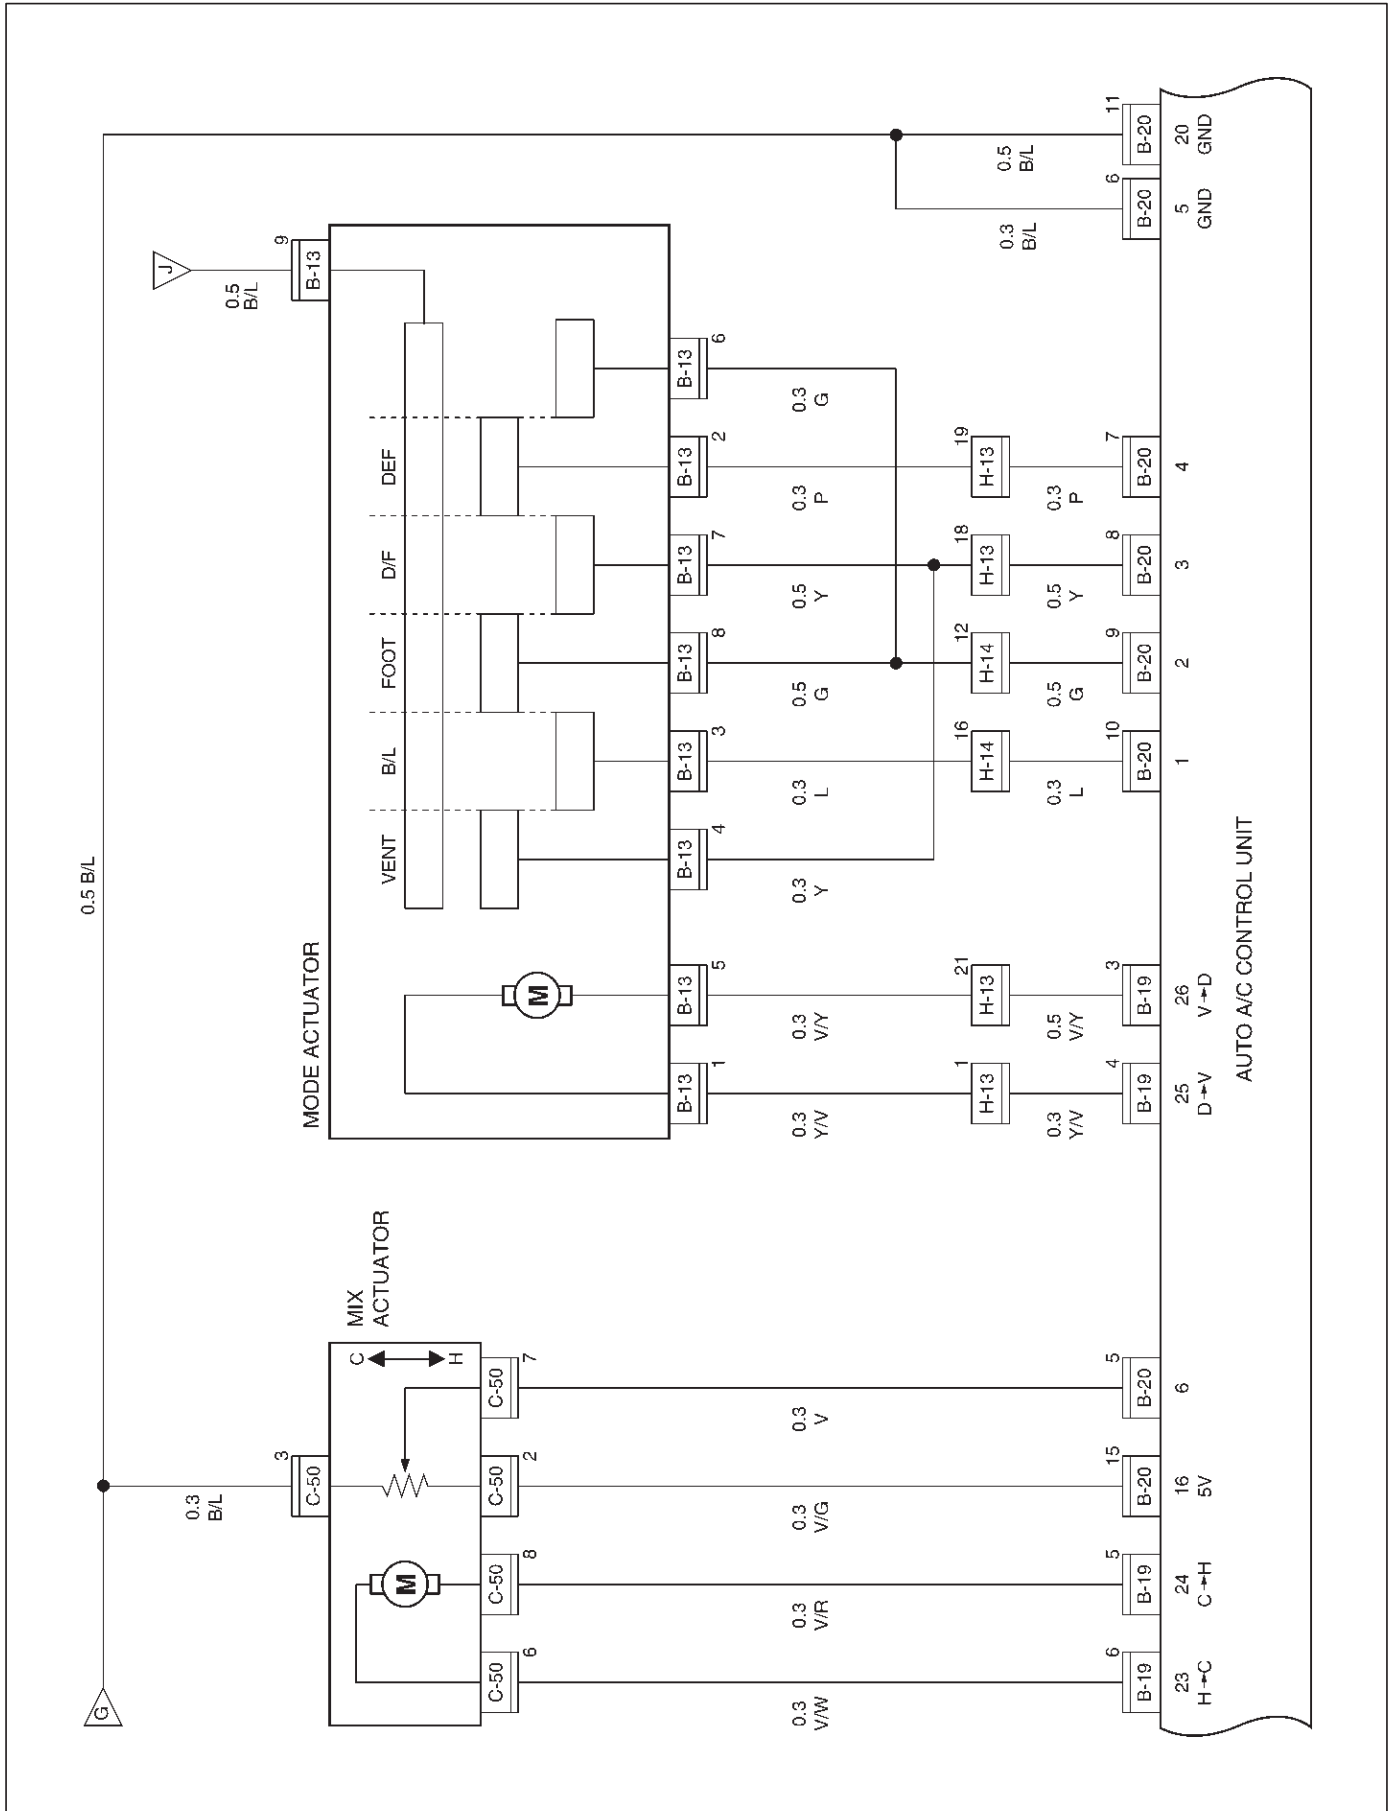 G
0.5 B/L
0.3
B/L
3
C-50
MIX
ACTUATOR
C
H
M
C-50
6
C-50
8
C-50
2
C-50
7
0.3
V/W
0.3
V/R
0.3
V/G
0.3
V
B-19
6
B-19
5
B-20
15
B-20
5
23
H→C
24
C→H
16
5V
6
J
0.5
B/L
9
B-13
MODE ACTUATOR
VENT
B/L
FOOT
D/F
DEF
M
B-13
1
B-13
5
B-13
4
B-13
3
B-13
8
B-13
7
B-13
2
B-13
6
0.3
Y/V
0.3
V/Y
0.3
Y
0.3
L
0.5
G
0.5
Y
0.3
P
0.3
G
H-13
1
H-13
21
H-14
16
H-14
12
H-13
18
H-13
19
0.3
Y/V
0.5
V/Y
0.3
L
0.5
G
0.5
Y
0.3
P
0.3
B/L
0.5
B/L
B-19
4
B-19
3
B-20
10
B-20
9
B-20
8
B-20
7
B-20
6
B-20
11
25
D→V
26
V→D
1
2
3
4
5
GND
20
GND
AUTO A/C CONTROL UNIT